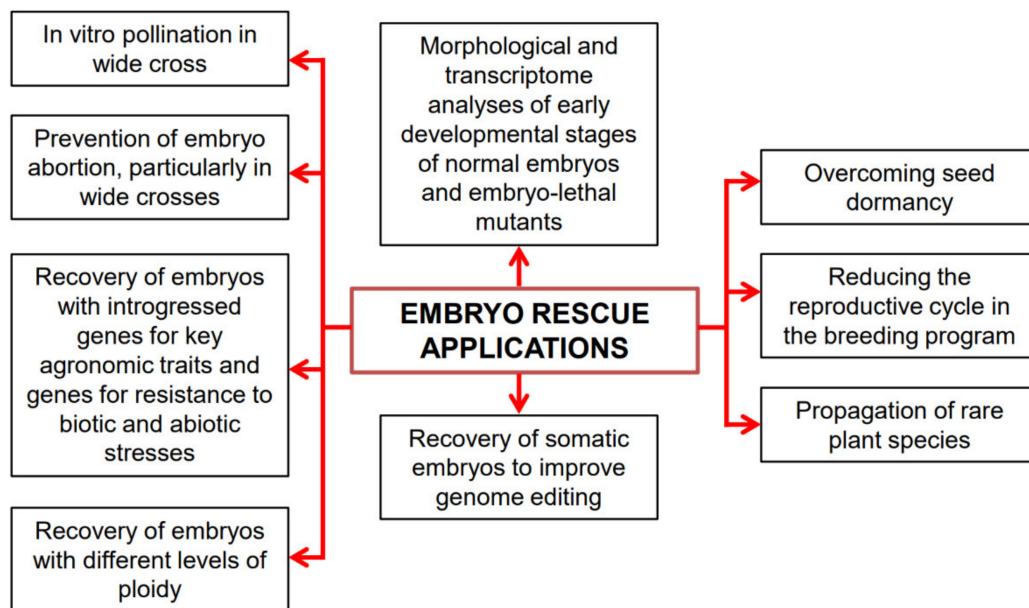 In vitro pollination in
wide cross
Prevention of embryo
abortion, particularly in
wide crosses
Recovery of embryos
with introgressed
genes for key
agronomic traits and
genes for resistance to
biotic and abiotic
stresses
Recovery of embryos
with different levels of
ploidy
Morphological and
transcriptome
analyses of early
developmental stages
of normal embryos
and embryo-lethal
mutants
EMBRYO RESCUE
APPLICATIONS
Recovery of somatic
embryos to improve
genome editing
Overcoming seed
dormancy
Reducing the
reproductive cycle in
the breeding program
Propagation of rare
plant species